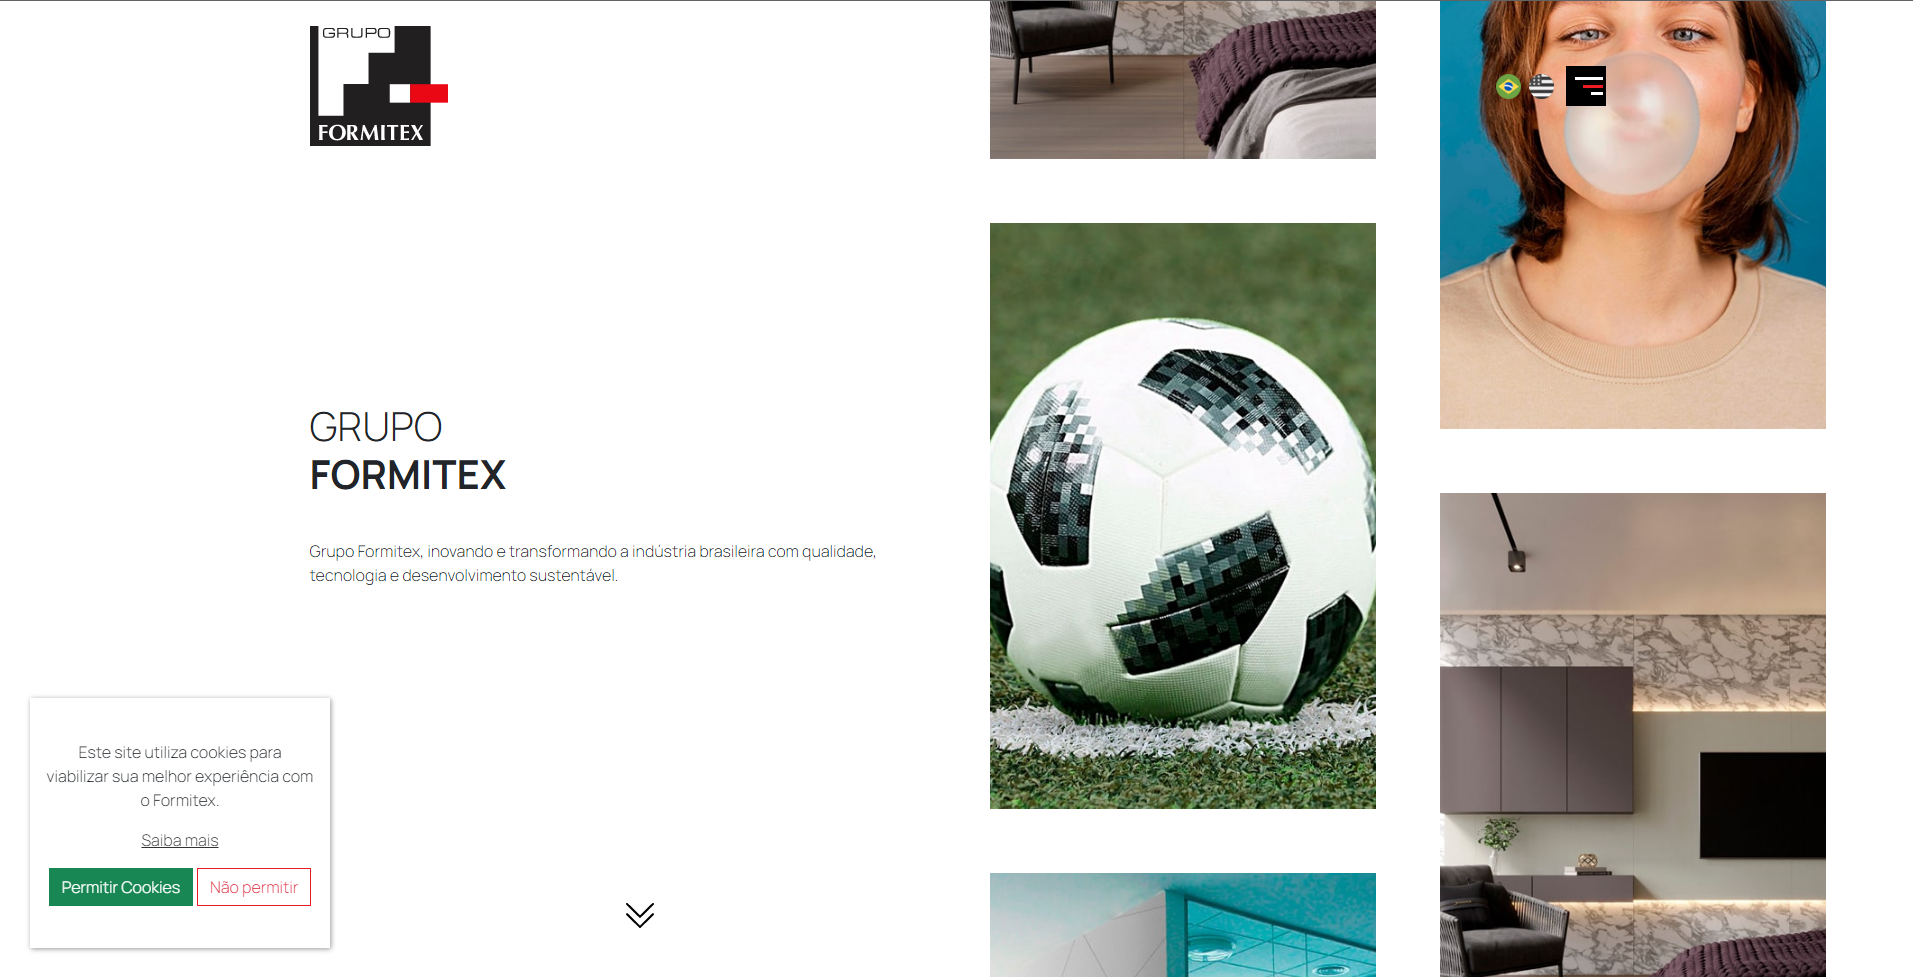 GRUPO
FORMITEX
GRUPO
FORMITEX
Grupo Formitex, inovando e transformando a indústria brasileira com qualidade,
tecnologia e desenvolvimento sustentável.
Este site utiliza cookies para
viabilizar sua melhor experiência com
o Formitex.
Saiba mais
Permitir Cookies
Não permitir